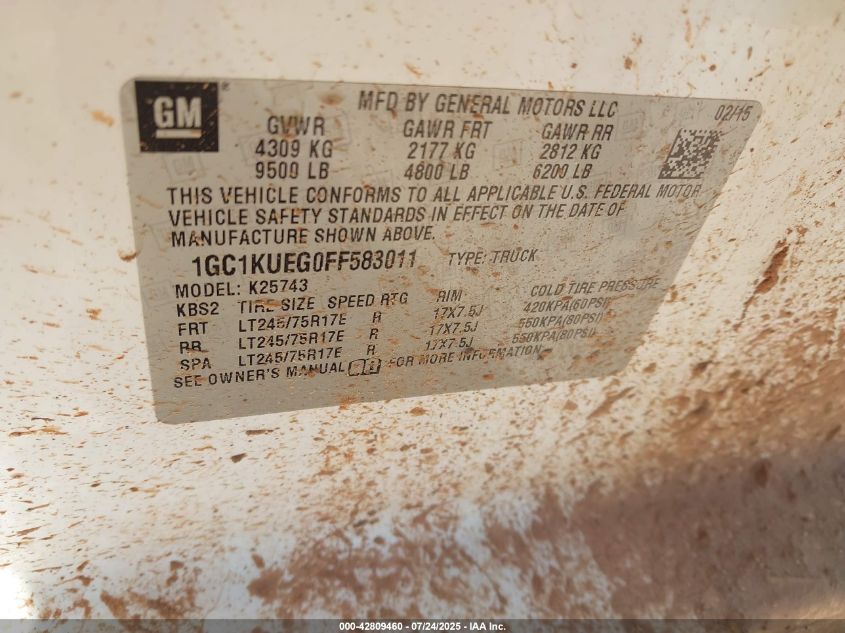 GM®
MFD BY GENERAL MOTORS LLC 02/15
GVWR GAWR FRT GAWR RR
4309 KG 2177 KG 2812 KG
9500 LB 4800 LB 6200 LB
THIS VEHICLE CONFORMS TO ALL APPLICABLE U.S. FEDERAL MOTOR
VEHICLE SAFETY STANDARDS IN EFFECT ON THE DATE OF
MANUFACTURE SHOWN ABOVE.
1GC1KUEG0FF583011 TYPE: TRUCK
MODEL: K25743
KBS2 TIRE SIZE SPEED RTG RIM COLD TIRE PRESSURE
FRT LT245/75R17E R 17X7.5J 420KPA(60PSI)
RR LT245/75R17E R 17X7.5J 550KPA(80PSI)
SPA LT245/75R17E R 17X7.5J 550KPA(80PSI)
SEE OWNER'S MANUAL FOR MORE INFORMATION.
000-42809460 - 07/24/2025 - IAA Inc.